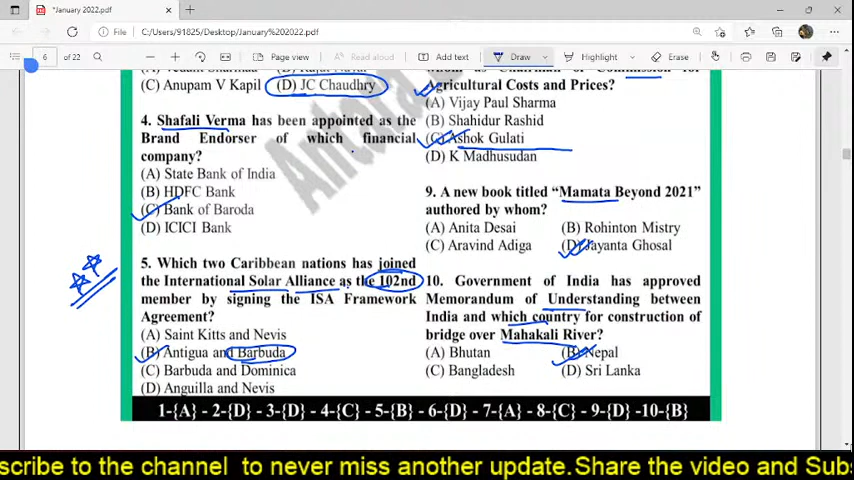 *January 2022.pdf
File
C:/Users/91825/Desktop/January%202022.pdf
6
of 22
Page view
Read aloud
Add text
Draw
Highlight
Erase
(C) Anupam V Kapil (D) JC Chaudhry
4. Shafali Verma has been appointed as the
Brand Endorser of which financial
company?
(A) State Bank of India
(B) HDFC Bank
(C) Bank of Baroda
(D) ICICI Bank
5. Which two Caribbean nations has joined
the International Solar Alliance as the 102nd
member by signing the ISA Framework
Agreement?
(A) Saint Kitts and Nevis
(B) Antigua and Barbuda
(C) Barbuda and Dominica
(D) Anguilla and Nevis
Agricultural Costs and Prices?
(A) Vijay Paul Sharma
(B) Shahidur Rashid
(C) Ashok Gulati
(D) K Madhusudan
9. A new book titled “Mamata Beyond 2021”
authored by whom?
(A) Anita Desai (B) Rohinton Mistry
(C) Aravind Adiga (D) Jayanta Ghosal
10. Government of India has approved
Memorandum of Understanding between
India and which country for construction of
bridge over Mahakali River?
(A) Bhutan (B) Nepal
(C) Bangladesh (D) Sri Lanka
1-{A} - 2-{D} - 3-{D} - 4-{C} - 5-{B} - 6-{D} - 7-{A} - 8-{C} - 9-{D} -10-{B}
scribe to the channel to never miss another update.Share the video and Subs